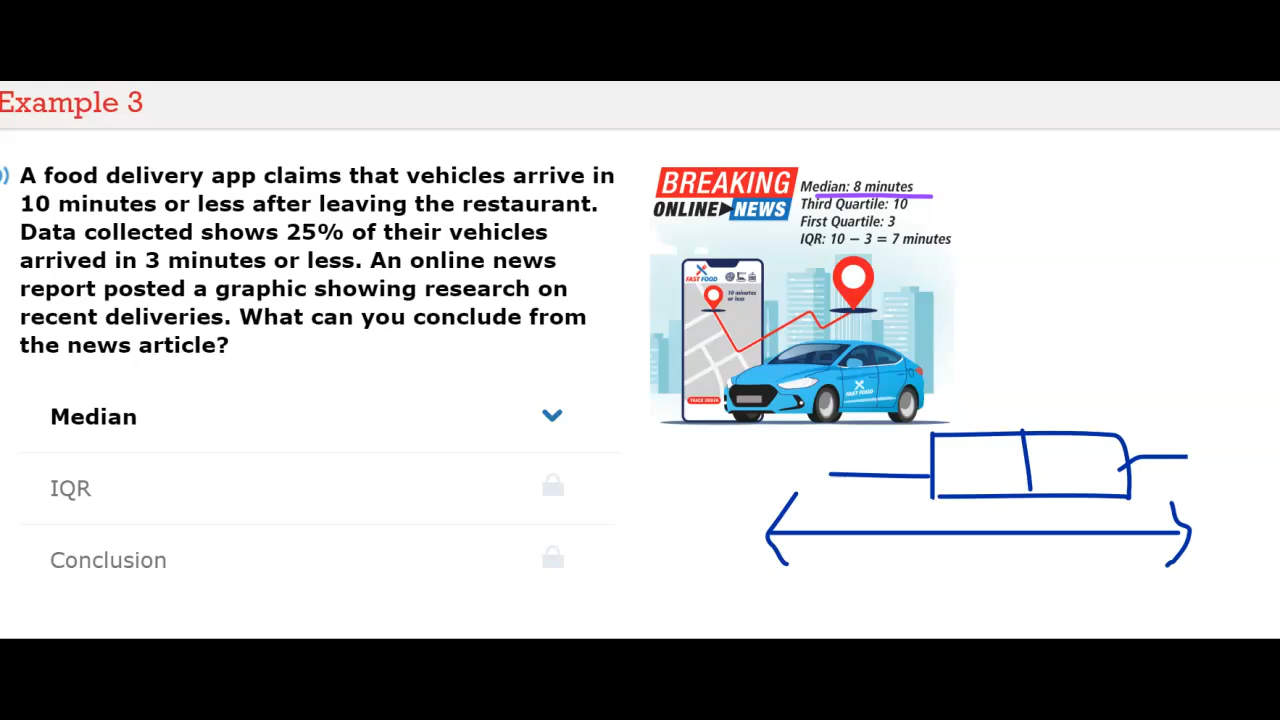 Example 3
A food delivery app claims that vehicles arrive in
10 minutes or less after leaving the restaurant.
Data collected shows 25% of their vehicles
arrived in 3 minutes or less. An online news
report posted a graphic showing research on
recent deliveries. What can you conclude from
the news article?
Median
IQR
Conclusion
BREAKING
ONLINE NEWS
Median: 8 minutes
Third Quartile: 10
First Quartile: 3
IQR: 10 − 3 = 7 minutes
FAST FOOD
10 minutes
or less
TRACK ORDER
FAST FOOD